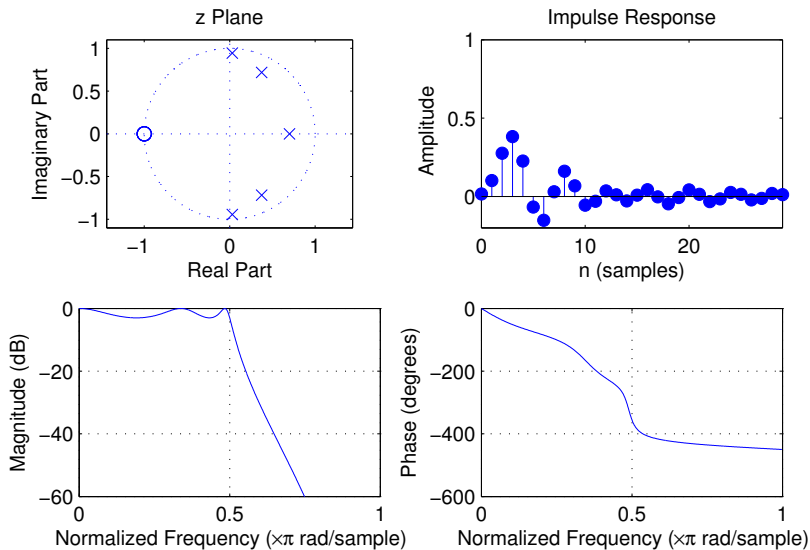 z Plane
Imaginary Part
1
0.5
0
−0.5
−1
−1
0
1
Real Part
Impulse Response
Amplitude
1
0.5
0
0
10
20
n (samples)
Magnitude (dB)
0
−20
−40
−60
0
0.5
1
Normalized Frequency (×π rad/sample)
Phase (degrees)
0
−200
−400
−600
0
0.5
1
Normalized Frequency (×π rad/sample)